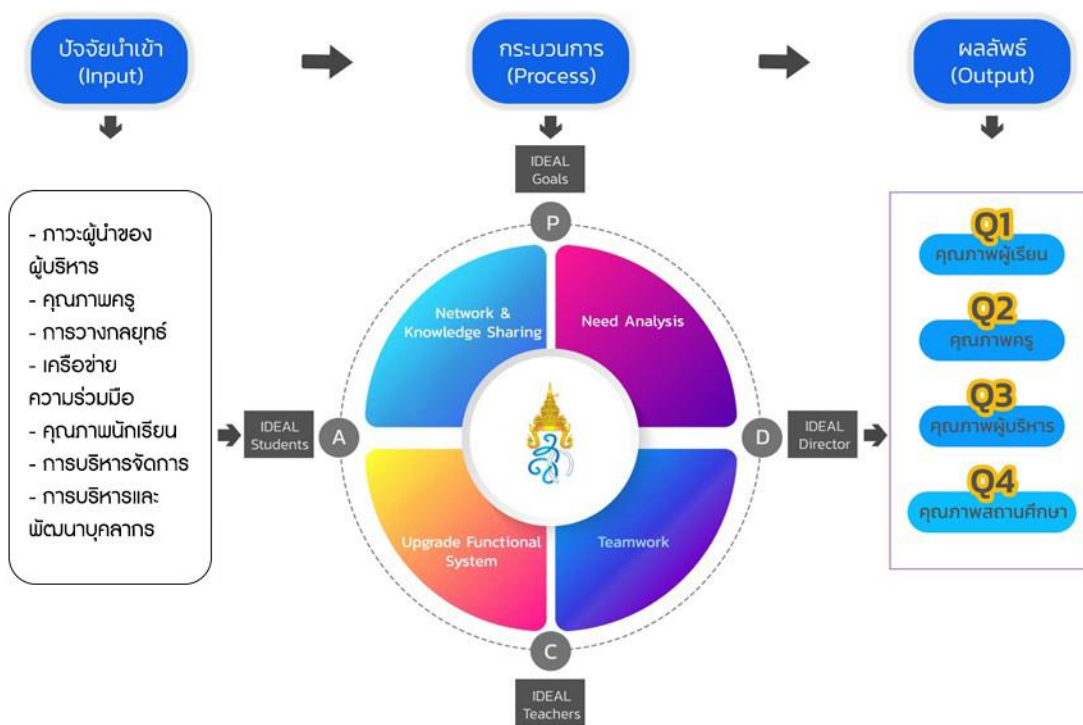 ปัจจัยนำเข้า
(Input)
กระบวนการ
(Process)
ผลลัพธ์
(Output)
- ภาวะผู้นำของ
ผู้บริหาร
- คุณภาพครู
- การวางกลยุทธ์
- เครือข่าย
ความร่วมมือ
- คุณภาพนักเรียน
- การบริหารจัดการ
- การบริหารและ
พัฒนาบุคลากร
IDEAL
Goals
P
Network &
Knowledge Sharing
Need Analysis
IDEAL
Students
A
D
IDEAL
Director
Upgrade Functional
System
Teamwork
C
IDEAL
Teachers
Q1
คุณภาพผู้เรียน
Q2
คุณภาพครู
Q3
คุณภาพผู้บริหาร
Q4
คุณภาพสถานศึกษา